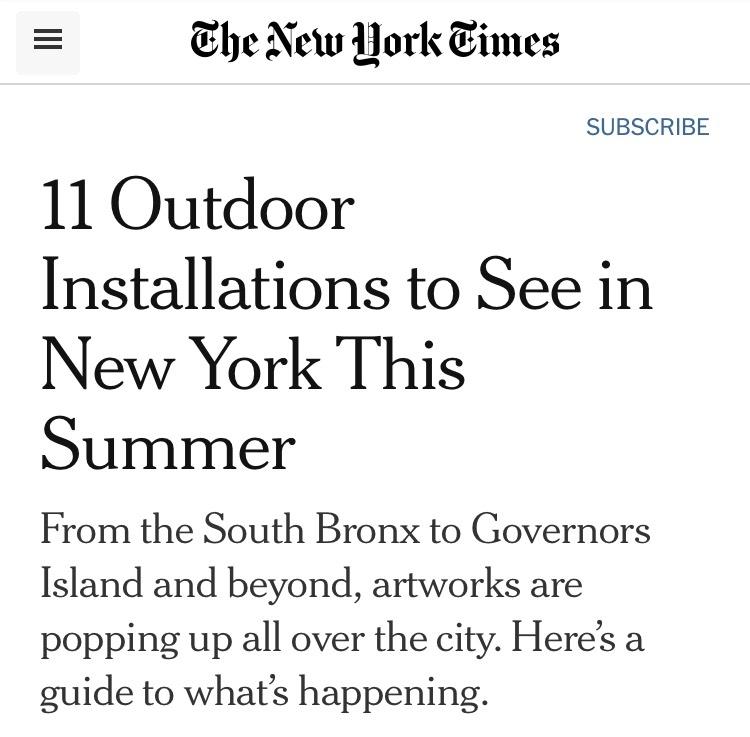 The New York Times
SUBSCRIBE
11 Outdoor
Installations to See in
New York This
Summer
From the South Bronx to Governors
Island and beyond, artworks are
popping up all over the city. Here’s a
guide to what’s happening.